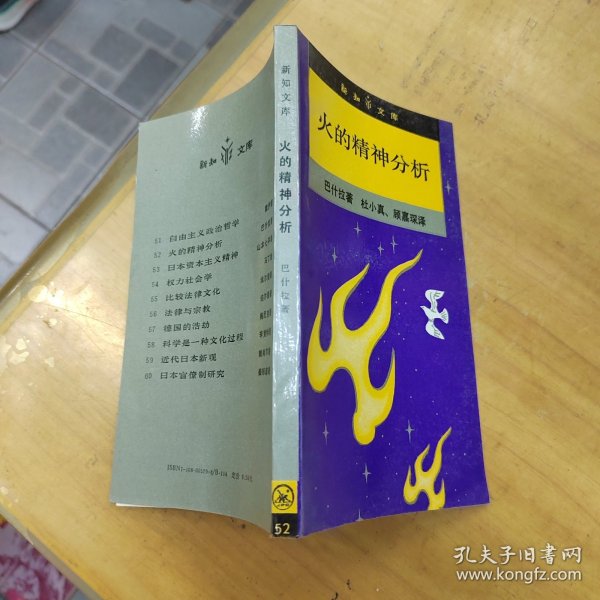 新知文库
火的精神分析
巴什拉著 杜小真、顾嘉琛译
新知文库
火的精神分析
巴什拉著
52
新知文库
51 自由主义政治哲学
52 火的精神分析
53 日本资本主义精神
54 权力社会学
55 比较法律文化
56 法律与宗教
57 德国的浩劫
58 科学是一种文化过程
59 近代日本新观
60 日本官僚制研究
孔夫子旧书网
www.kongfz.com